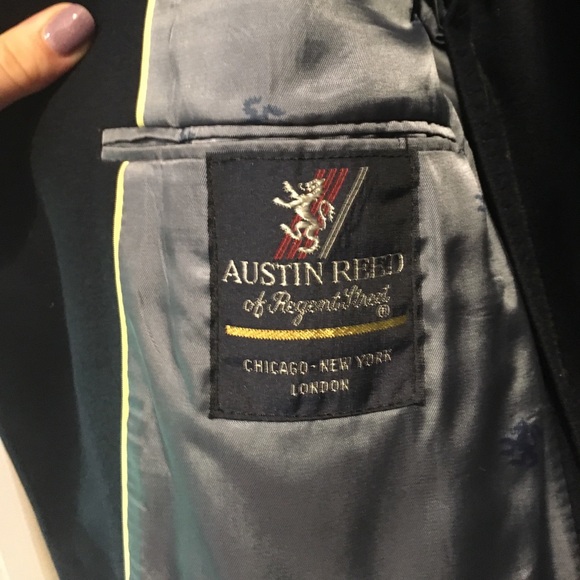 AUSTIN REED
of Regent Street ®
CHICAGO - NEW YORK
LONDON